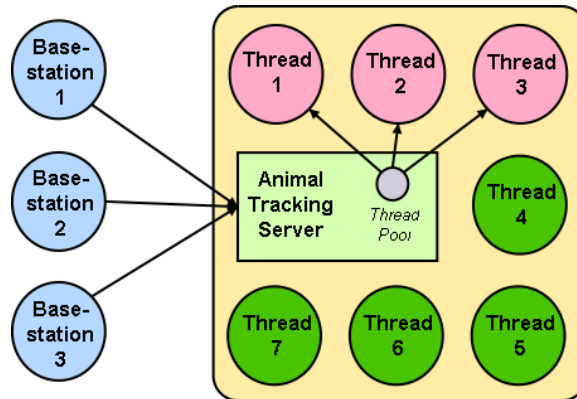 Base-
station
1
Thread
1
Thread
2
Thread
3
Base-
station
2
Animal
Tracking
Server
Thread
Pool
Thread
4
Base-
station
3
Thread
7
Thread
6
Thread
5